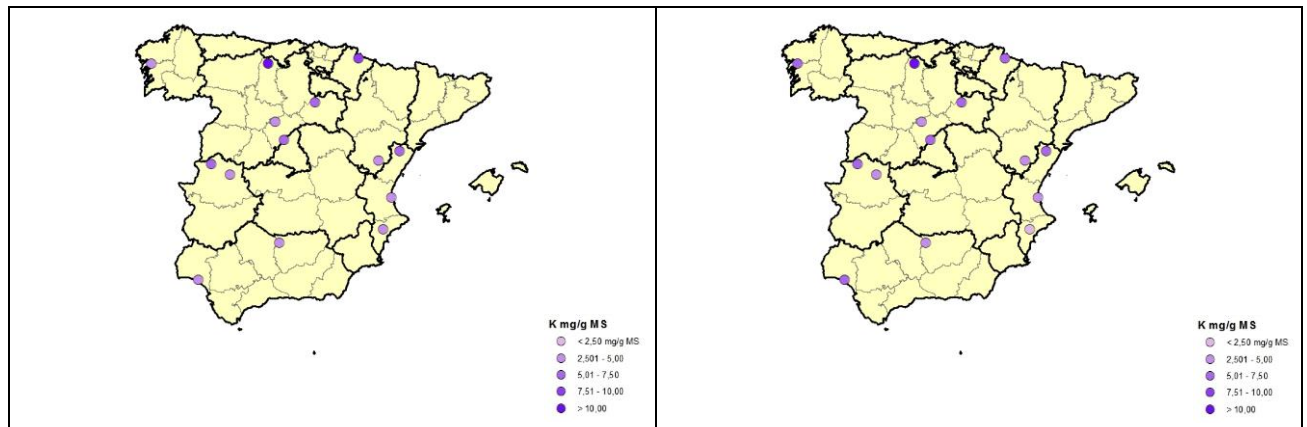 K mg/g MS
< 2,50 mg/g MS
2,501 - 5,00
5,01 - 7,50
7,51 - 10,00
> 10,00
K mg/g MS
< 2,50 mg/g MS
2,501 - 5,00
5,01 - 7,50
7,51 - 10,00
> 10,00